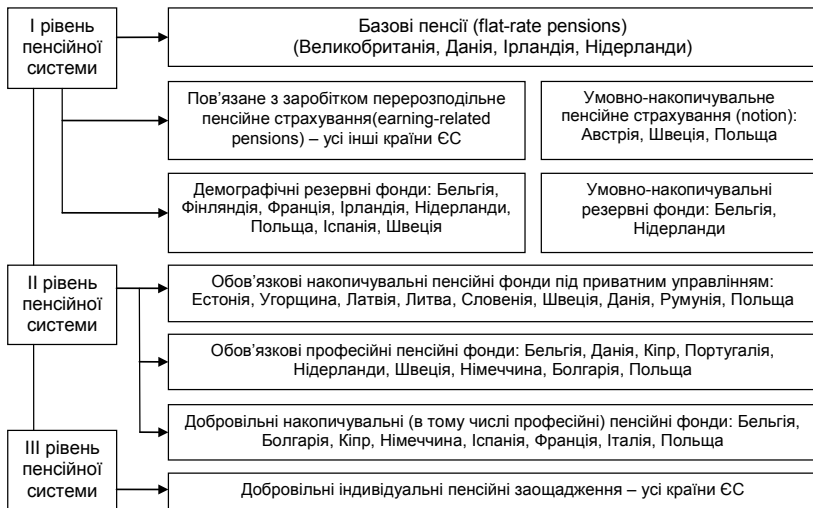 І рівень
пенсійної
системи
Базові пенсії (flat-rate pensions)
(Великобританія, Данія, Ірландія, Нідерланди)
Пов’язане з заробітком перерозподільне
пенсійне страхування(earning-related
pensions) – усі інші країни ЄС
Умовно-накопичувальне
пенсійне страхування (notion):
Австрія, Швеція, Польща
Демографічні резервні фонди: Бельгія,
Фінляндія, Франція, Ірландія, Нідерланди,
Польща, Іспанія, Швеція
Умовно-накопичувальні
резервні фонди: Бельгія,
Нідерланди
ІІ рівень
пенсійної
системи
Обов’язкові накопичувальні пенсійні фонди під приватним управлінням:
Естонія, Угорщина, Латвія, Литва, Словенія, Швеція, Данія, Румунія, Польща
Обов’язкові професійні пенсійні фонди: Бельгія, Данія, Кіпр, Португалія,
Нідерланди, Швеція, Німеччина, Болгарія, Польща
Добровільні накопичувальні (в тому числі професійні) пенсійні фонди: Бельгія,
Болгарія, Кіпр, Німеччина, Іспанія, Франція, Італія, Польща
ІІІ рівень
пенсійної
системи
Добровільні індивідуальні пенсійні заощадження – усі країни ЄС